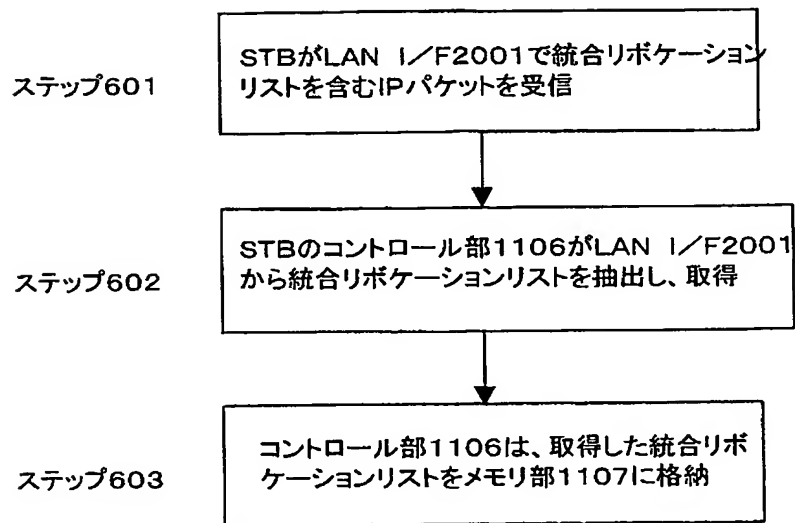 ステップ601
STBがLAN I/F2001で統合リボケーション
リストを含むIPパケットを受信
ステップ602
STBのコントロール部1106がLAN I/F2001
から統合リボケーションリストを抽出し、取得
ステップ603
コントロール部1106は、取得した統合リボ
ケーションリストをメモリ部1107に格納